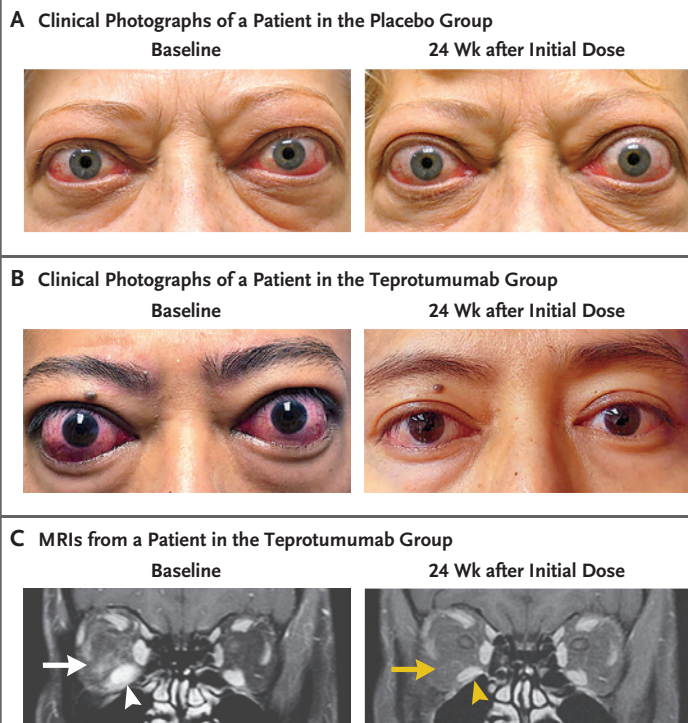 A Clinical Photographs of a Patient in the Placebo Group
Baseline 24 Wk after Initial Dose
B Clinical Photographs of a Patient in the Teprotumumab Group
Baseline 24 Wk after Initial Dose
C MRIs from a Patient in the Teprotumumab Group
Baseline 24 Wk after Initial Dose